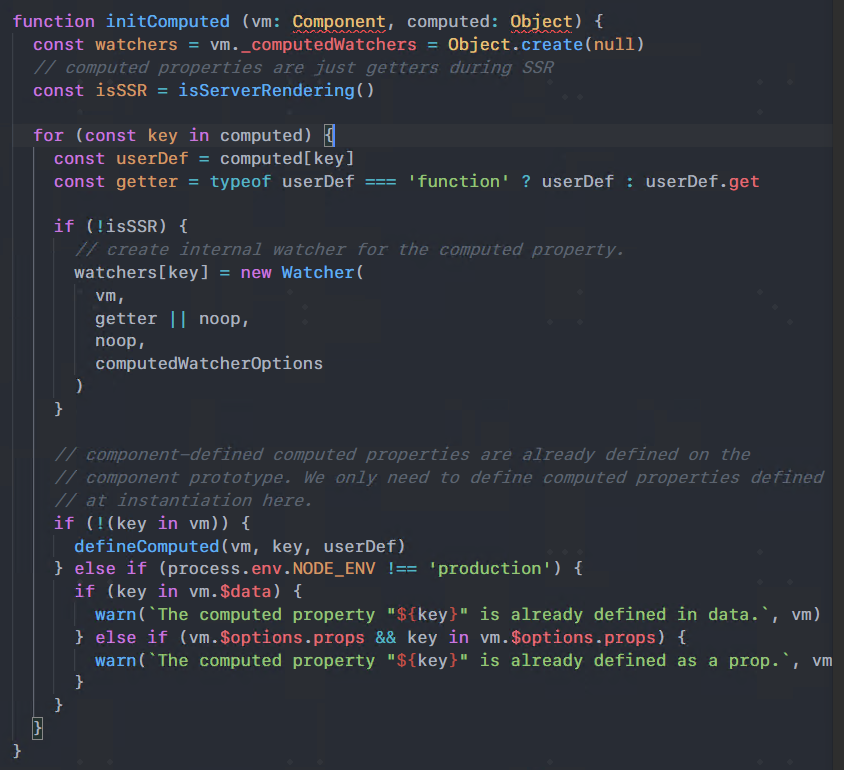 function initComputed (vm: Component, computed: Object) {
  const watchers = vm._computedWatchers = Object.create(null)
  // computed properties are just getters during SSR
  const isSSR = isServerRendering()

  for (const key in computed) {
    const userDef = computed[key]
    const getter = typeof userDef === 'function' ? userDef : userDef.get

    if (!isSSR) {
      // create internal watcher for the computed property.
      watchers[key] = new Watcher(
        vm,
        getter || noop,
        noop,
        computedWatcherOptions
      )
    }

    // component-defined computed properties are already defined on the
    // component prototype. We only need to define computed properties defined
    // at instantiation here.
    if (!(key in vm)) {
      defineComputed(vm, key, userDef)
    } else if (process.env.NODE_ENV !== 'production') {
      if (key in vm.$data) {
        warn(`The computed property "${key}" is already defined in data.`, vm)
      } else if (vm.$options.props && key in vm.$options.props) {
        warn(`The computed property "${key}" is already defined as a prop.`, vm
      }
    }
  }
}